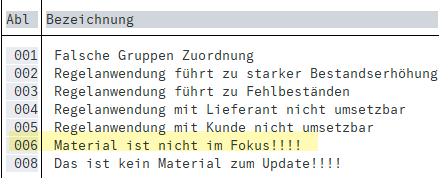 Abl Bezeichnung
001 Falsche Gruppen Zuordnung
002 Regelanwendung führt zu starker Bestandserhöhung
003 Regelanwendung führt zu Fehlbeständen
004 Regelanwendung mit Lieferant nicht umsetzbar
005 Regelanwendung mit Kunde nicht umsetzbar
006 Material ist nicht im Fokus!!!!
008 Das ist kein Material zum Update!!!!